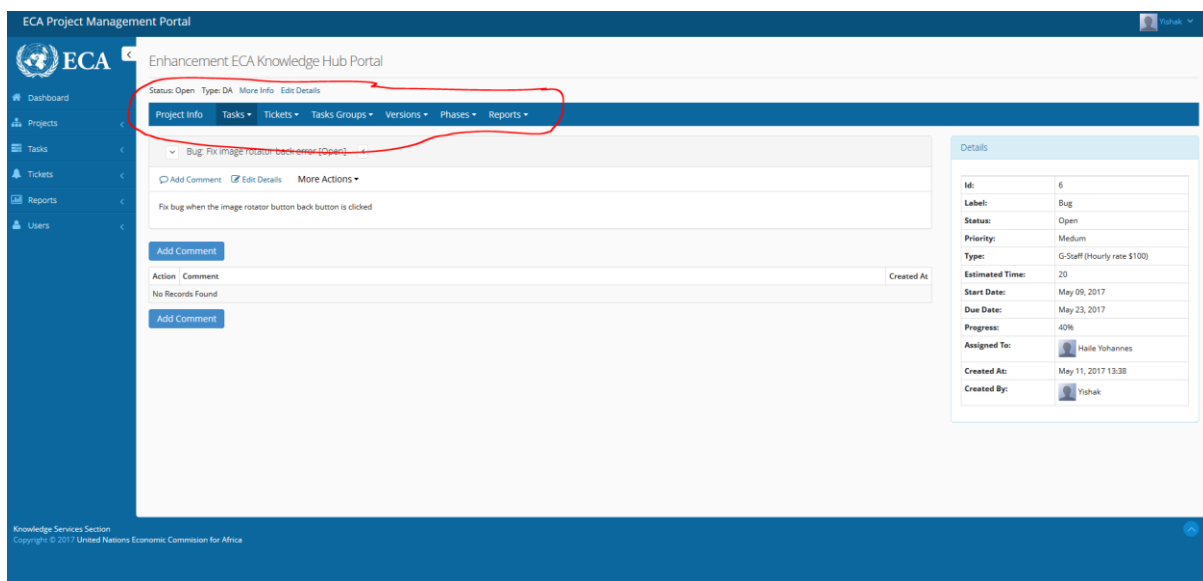 ECA Project Management Portal
Yishak
ECA
Enhancement ECA Knowledge Hub Portal
Status: Open Type: DA More Info Edit Details
Dashboard
Projects
Tasks
Tickets
Reports
Users
Project Info Tasks Tickets Tasks Groups Versions Phases Reports
Bug: Fix image rotator back error [Open]
Add Comment Edit Details More Actions
Fix bug when the image rotator button back button is clicked
Add Comment
Action Comment Created At
No Records Found
Add Comment
Details
Id: 6
Label: Bug
Status: Open
Priority: Medum
Type: G-Staff (Hourly rate $100)
Estimated Time: 20
Start Date: May 09, 2017
Due Date: May 23, 2017
Progress: 40%
Assigned To: Haile Yohannes
Created At: May 11, 2017 13:38
Created By: Yishak
Knowledge Services Section
Copyright © 2017 United Nations Economic Commision for Africa